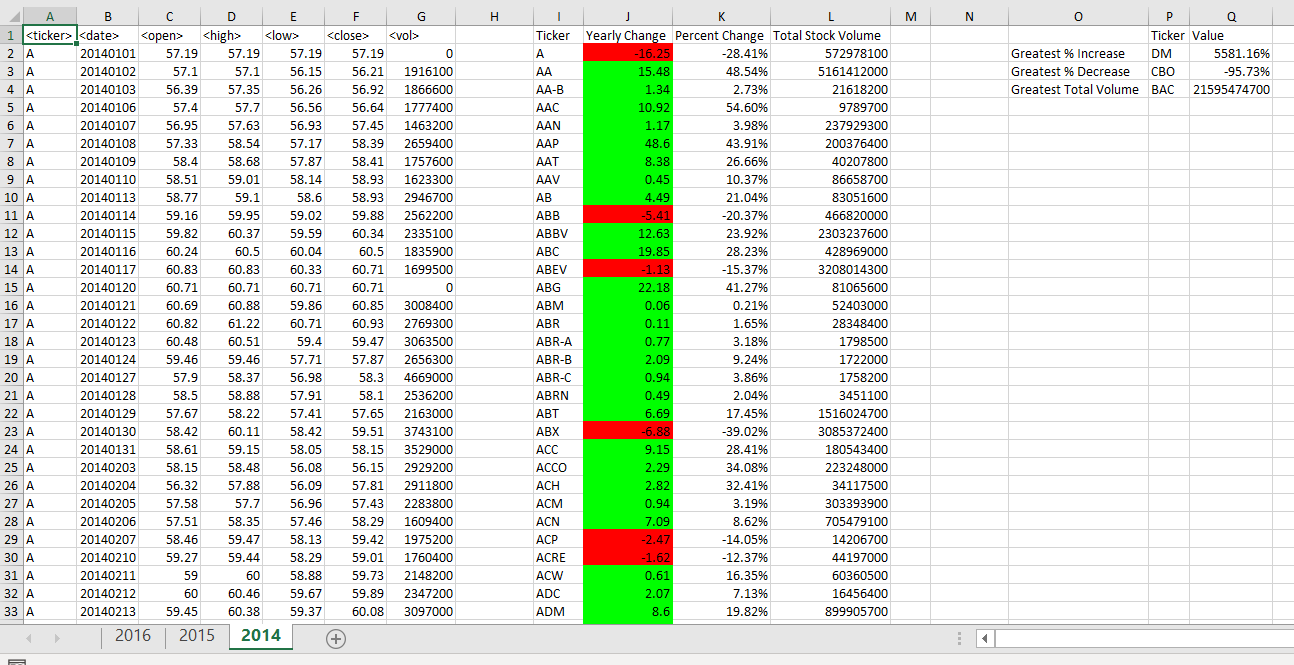 A B C D E F G H I J K L M N O P Q
1 <ticker> <date> <open> <high> <low> <close> <vol> Ticker Yearly Change Percent Change Total Stock Volume Ticker Value
2 A 20140101 57.19 57.19 57.19 57.19 0 A -16.25 -28.41% 572978100 Greatest % Increase DM 5581.16%
3 A 20140102 57.1 57.1 56.15 56.21 1916100 AA 15.48 48.54% 5161412000 Greatest % Decrease CBO -95.73%
4 A 20140103 56.39 57.35 56.26 56.92 1866600 AA-B 1.34 2.73% 21618200 Greatest Total Volume BAC 21595474700
5 A 20140106 57.4 57.7 56.56 56.64 1777400 AAC 10.92 54.60% 9789700
6 A 20140107 56.95 57.63 56.93 57.45 1463200 AAN 1.17 3.98% 237929300
7 A 20140108 57.33 58.54 57.17 58.39 2659400 AAP 48.6 43.91% 200376400
8 A 20140109 58.4 58.68 57.87 58.41 1757600 AAT 8.38 26.66% 40207800
9 A 20140110 58.51 59.01 58.14 58.93 1623300 AAV 0.45 10.37% 86658700
10 A 20140113 58.77 59.1 58.6 58.93 2946700 AB 4.49 21.04% 83051600
11 A 20140114 59.16 59.95 59.02 59.88 2562200 ABB -5.41 -20.37% 466820000
12 A 20140115 59.82 60.37 59.59 60.34 2335100 ABBV 12.63 23.92% 2303237600
13 A 20140116 60.24 60.5 60.04 60.5 1835900 ABC 19.85 28.23% 428969000
14 A 20140117 60.83 60.83 60.33 60.71 1699500 ABEV -1.13 -15.37% 3208014300
15 A 20140120 60.71 60.71 60.71 60.71 0 ABG 22.18 41.27% 81065600
16 A 20140121 60.69 60.88 59.86 60.85 3008400 ABM 0.06 0.21% 52403000
17 A 20140122 60.82 61.22 60.71 60.93 2769300 ABR 0.11 1.65% 28348400
18 A 20140123 60.48 60.51 59.4 59.47 3063500 ABR-A 0.77 3.18% 1798500
19 A 20140124 59.46 59.46 57.71 57.87 2656300 ABR-B 2.09 9.24% 1722000
20 A 20140127 57.9 58.37 56.98 58.3 4669000 ABR-C 0.94 3.86% 1758200
21 A 20140128 58.5 58.88 57.91 58.1 2536200 ABRN 0.49 2.04% 3451100
22 A 20140129 57.67 58.22 57.41 57.65 2163000 ABT 6.69 17.45% 1516024700
23 A 20140130 58.42 60.11 58.42 59.51 3743100 ABX -6.88 -39.02% 3085372400
24 A 20140131 58.61 59.15 58.05 58.15 3529000 ACC 9.15 28.41% 180543400
25 A 20140203 58.15 58.48 56.08 56.15 2929200 ACCO 2.29 34.08% 223248000
26 A 20140204 56.32 57.88 56.09 57.81 2911800 ACH 2.82 32.41% 34117500
27 A 20140205 57.58 57.7 56.96 57.43 2283800 ACM 0.94 3.19% 303393900
28 A 20140206 57.51 58.35 57.46 58.29 1609400 ACN 7.09 8.62% 705479100
29 A 20140207 58.46 59.47 58.13 59.42 1975200 ACP -2.47 -14.05% 14206700
30 A 20140210 59.27 59.44 58.29 59.01 1760400 ACRE -1.62 -12.37% 44197000
31 A 20140211 59 60 58.88 59.73 2148200 ACW 0.61 16.35% 60360500
32 A 20140212 60 60.46 59.67 59.89 2347200 ADC 2.07 7.13% 16456400
33 A 20140213 59.45 60.38 59.37 60.08 3097000 ADM 8.6 19.82% 899905700
2016 2015 2014